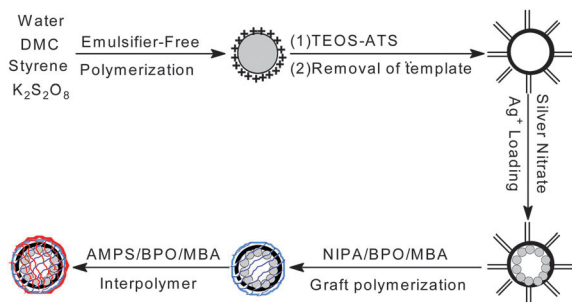 Water
DMC
Styrene
K₂S₂O₈
Emulsifier-Free
Polymerization
(1)TEOS-ATS
(2)Removal of template
Silver Nitrate
Ag⁺ Loading
NIPA/BPO/MBA
Graft polymerization
AMPS/BPO/MBA
Interpolymer